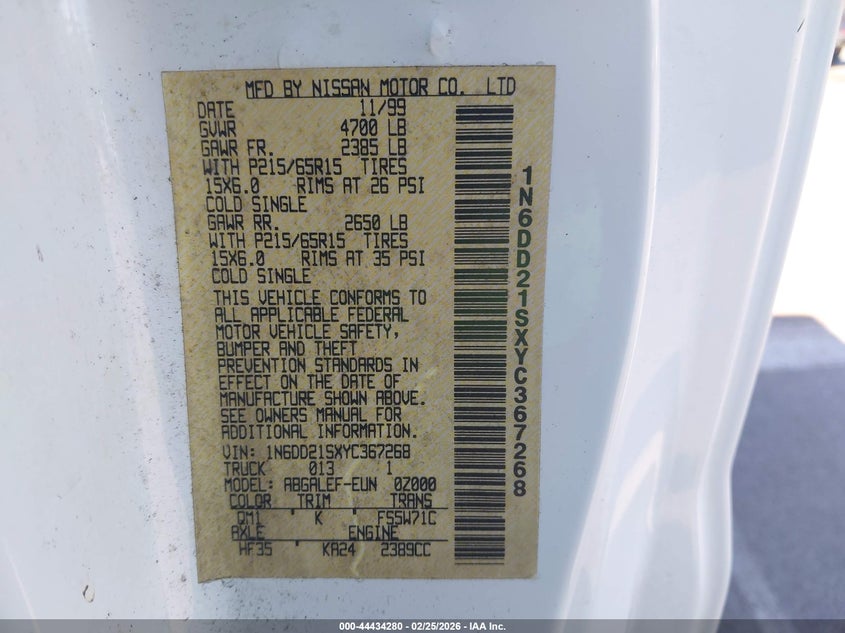 MFD BY NISSAN MOTOR CO. LTD
DATE 11/99
GVWR 4700 LB
GAWR FR. 2385 LB
WITH P215/65R15 TIRES
15X6.0 RIMS AT 26 PSI
COLD SINGLE
GAWR RR. 2650 LB
WITH P215/65R15 TIRES
15X6.0 RIMS AT 35 PSI
COLD SINGLE
THIS VEHICLE CONFORMS TO
ALL APPLICABLE FEDERAL
MOTOR VEHICLE SAFETY,
BUMPER AND THEFT
PREVENTION STANDARDS IN
EFFECT ON THE DATE OF
MANUFACTURE SHOWN ABOVE.
SEE OWNERS MANUAL FOR
ADDITIONAL INFORMATION.
VIN: 1N6DD21SXYC367268
TRUCK 013 1
MODEL: ABGALEF-EUN 0Z000
COLOR TRIM TRANS
QM1 K FS5W71C
AXLE ENGINE
HF35 KA24 2389CC
1N6DD21SXYC367268
000-44434280 - 02/25/2026 - IAA Inc.